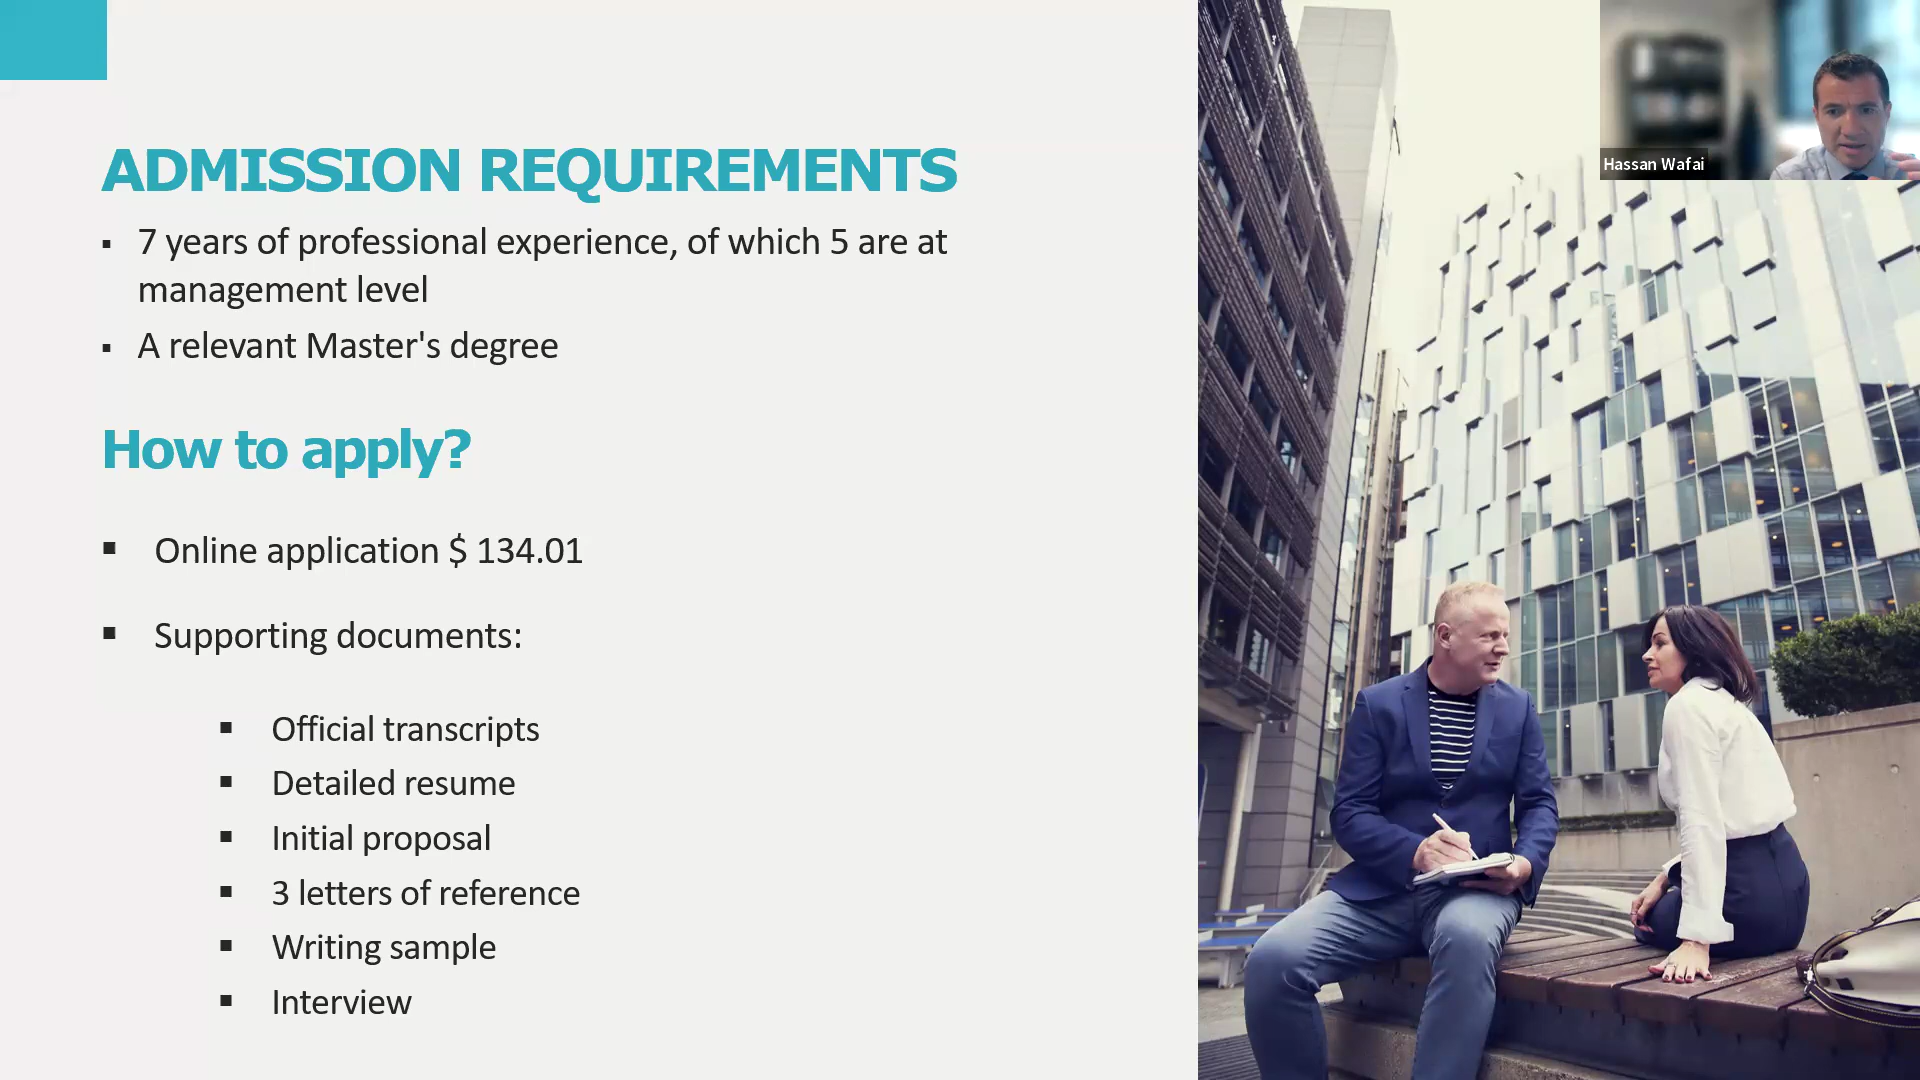 ADMISSION REQUIREMENTS
▪ 7 years of professional experience, of which 5 are at
management level
▪ A relevant Master's degree
How to apply?
▪ Online application $ 134.01
▪ Supporting documents:
▪ Official transcripts
▪ Detailed resume
▪ Initial proposal
▪ 3 letters of reference
▪ Writing sample
▪ Interview
Hassan Wafai